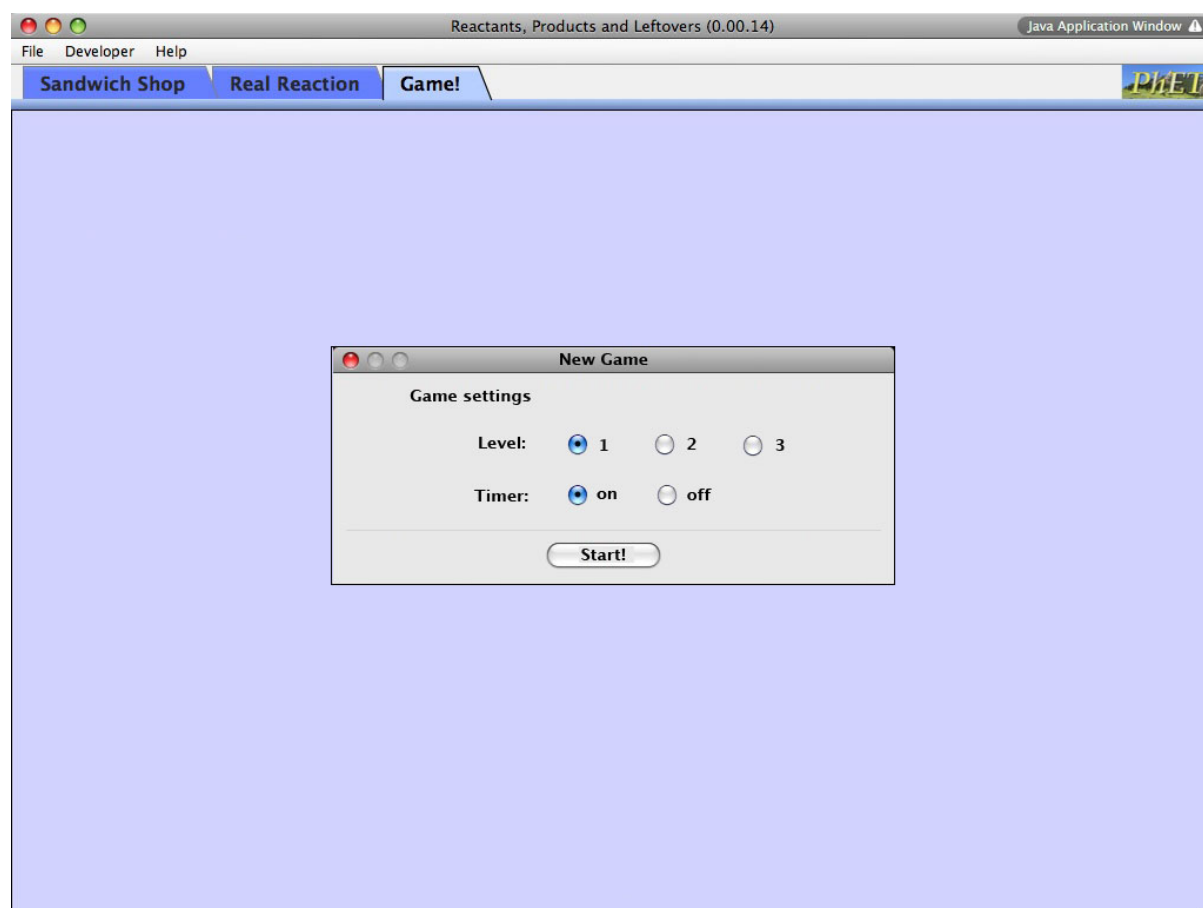 Reactants, Products and Leftovers (0.00.14) Java Application Window
File Developer Help
Sandwich Shop Real Reaction Game! PhET
New Game
Game settings
Level: 1 2 3
Timer: on off
Start!